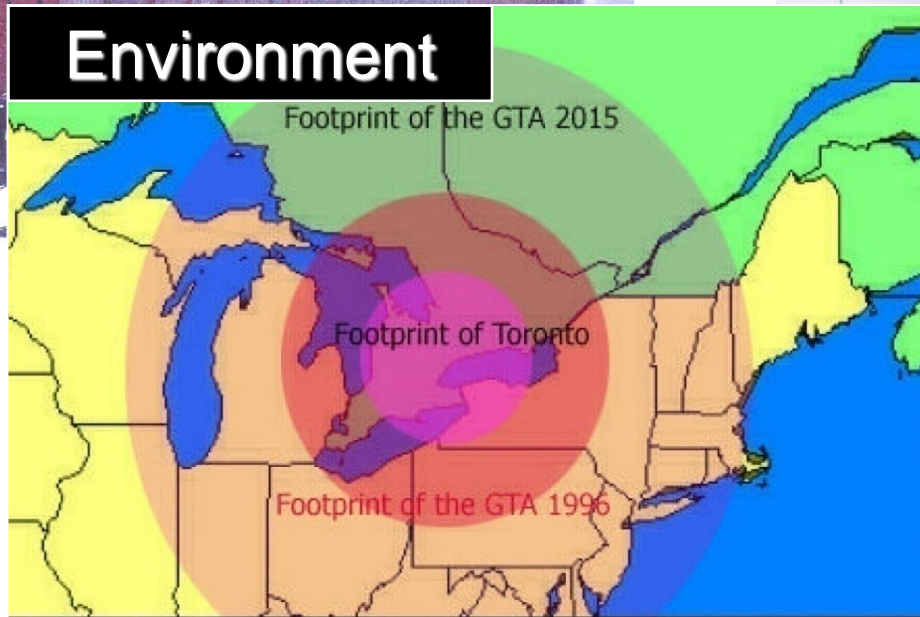 Environment
Footprint of the GTA 2015
Footprint of Toronto
Footprint of the GTA 1996